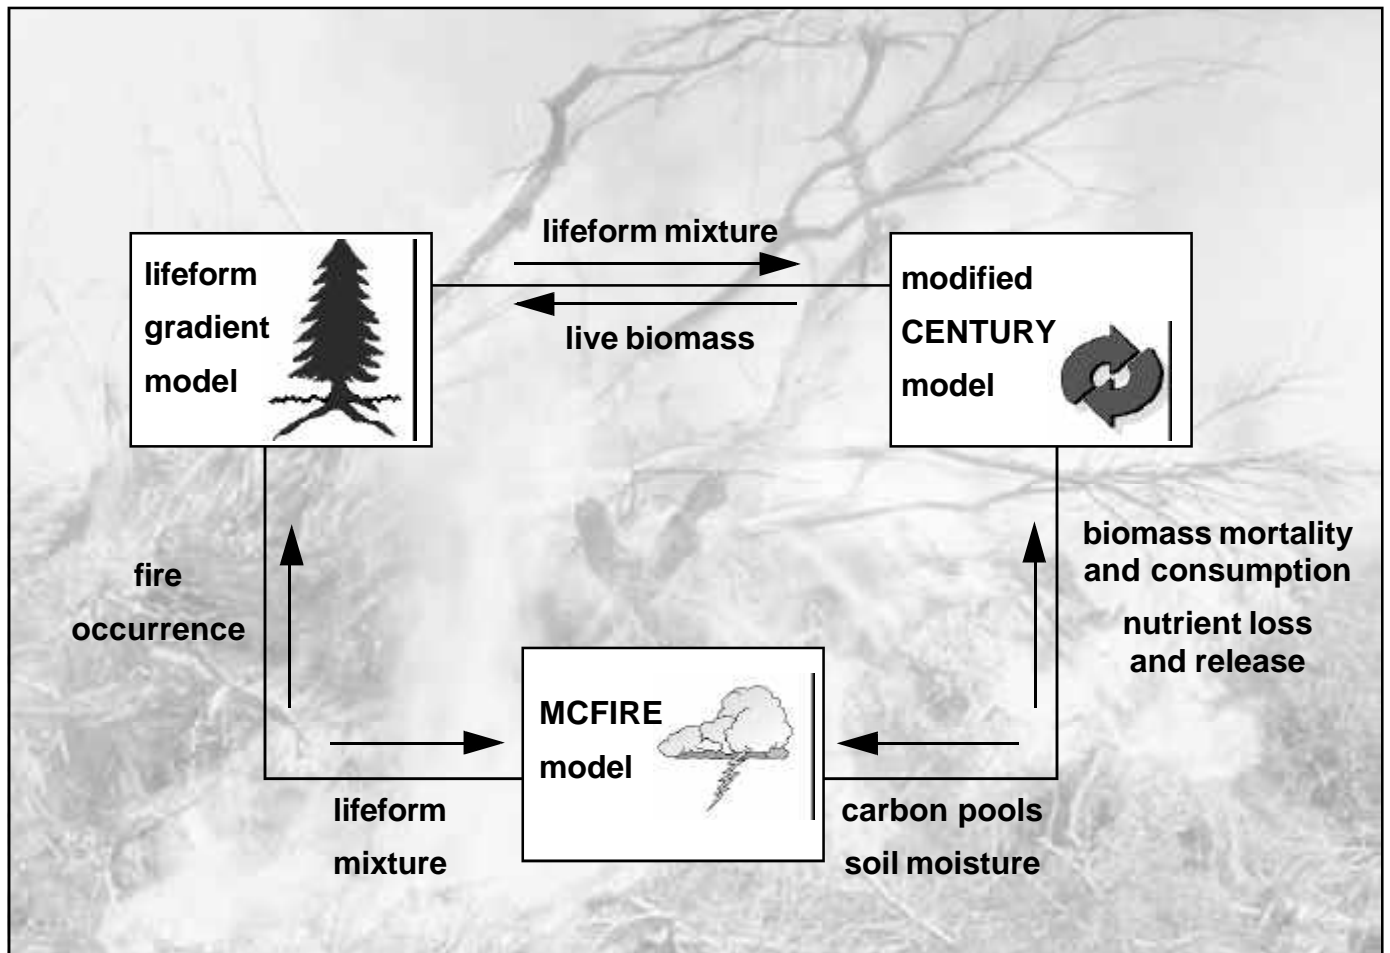 lifeform mixture
lifeform
gradient
model
live biomass
modified
CENTURY
model
fire
occurrence
biomass mortality
and consumption
nutrient loss
and release
MCFIRE
model
lifeform
mixture
carbon pools
soil moisture